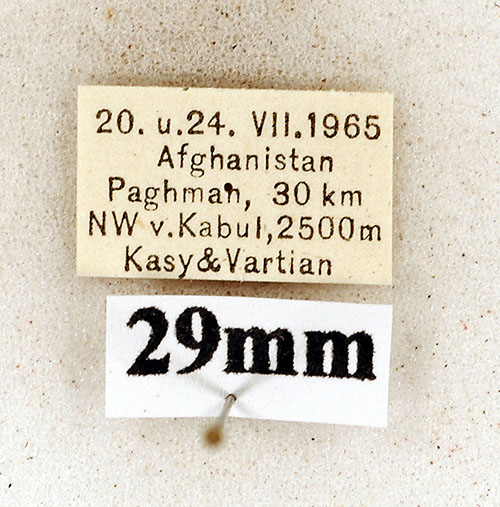 20. u.24. VII.1965
Afghanistan
Paghman, 30 km
NW v.Kabul,2500m
Kasy&Vartian
29mm